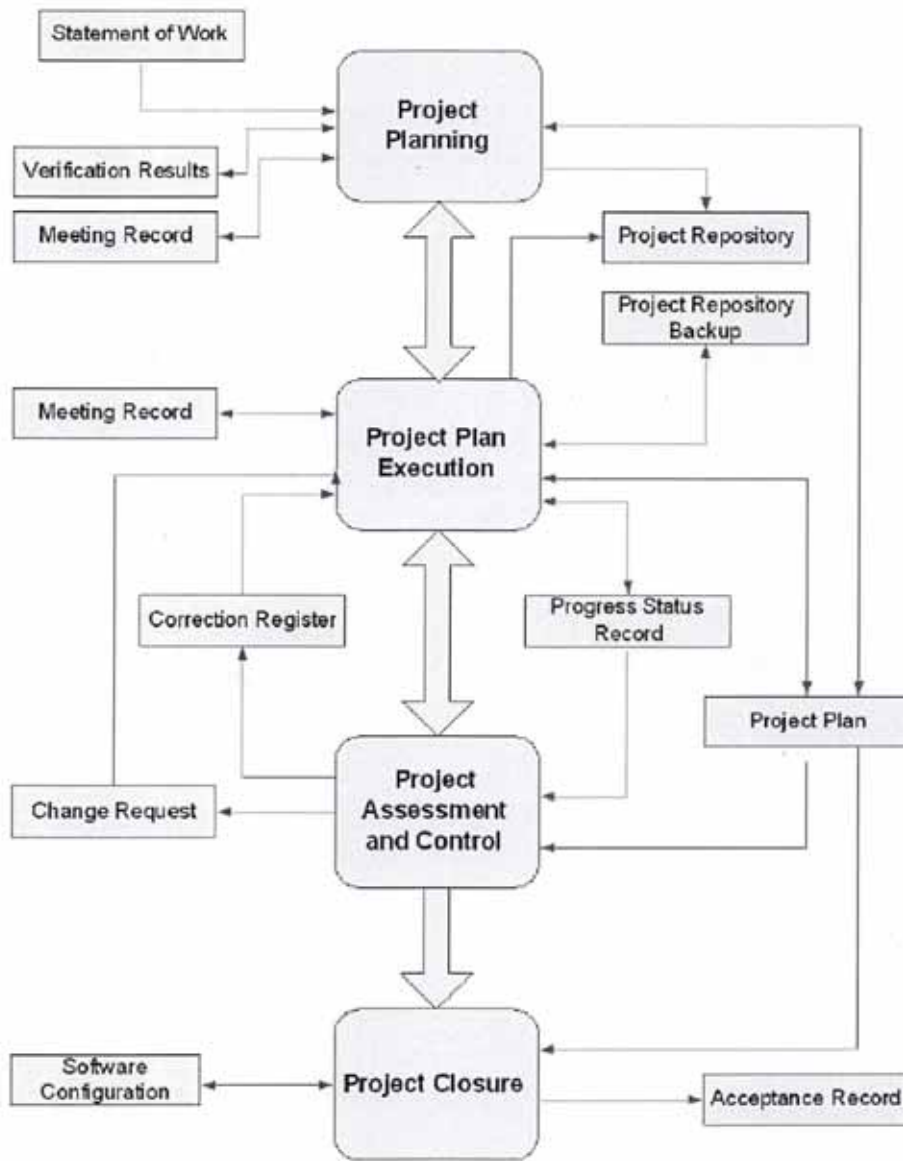 Statement of Work
Project
Planning
Verification Results
Meeting Record
Project Repository
Project Repository
Backup
Meeting Record
Project Plan
Execution
Correction Register
Progress Status
Record
Project Plan
Project
Assessment
and Control
Change Request
Project Closure
Software
Configuration
Acceptance Record